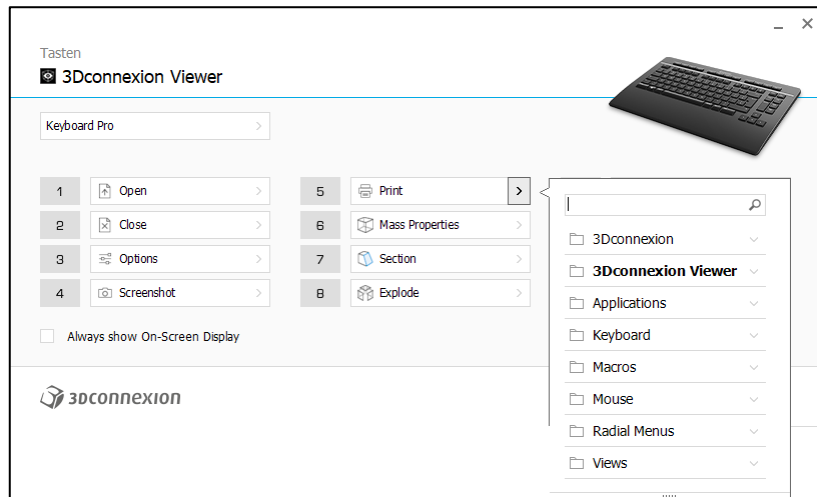 Tasten
3Dconnexion Viewer
Keyboard Pro
1 Open
2 Close
3 Options
4 Screenshot
5 Print
6 Mass Properties
7 Section
8 Explode
Always show On-Screen Display
3Dconnexion
3Dconnexion
3Dconnexion Viewer
Applications
Keyboard
Macros
Mouse
Radial Menus
Views